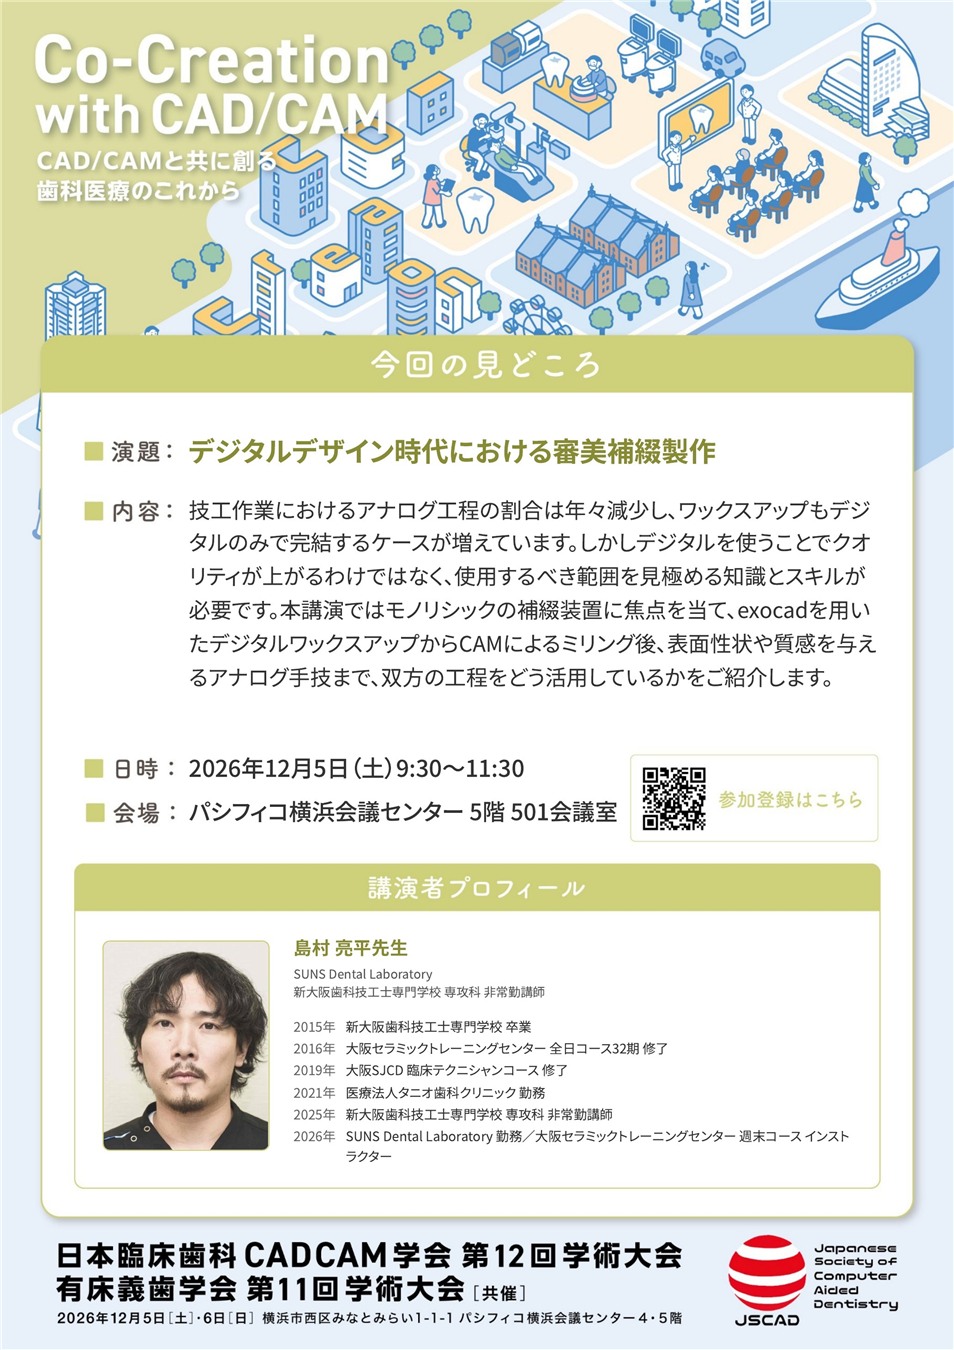 Co-Creation
with CAD/CAM
CAD/CAMと共に創る
歯科医療のこれから
Co-
Creation
今回の見どころ
演題： デジタルデザイン時代における審美補綴製作
内容： 技工作業におけるアナログ工程の割合は年々減少し、ワックスアップもデジ
タルのみで完結するケースが増えています。しかしデジタルを使うことでクオ
リティが上がるわけではなく、使用するべき範囲を見極める知識とスキルが
必要です。本講演ではモノリシックの補綴装置に焦点を当て、exocadを用い
たデジタルワックスアップからCAMによるミリング後、表面性状や質感を与え
るアナログ手技まで、双方の工程をどう活用しているかをご紹介します。
日時： 2026年12月5日（土）9:30～11:30
会場： パシフィコ横浜会議センター 5階 501会議室
参加登録はこちら
講演者プロフィール
島村 亮平先生
SUNS Dental Laboratory
新大阪歯科技工士専門学校 専攻科 非常勤講師
2015年 新大阪歯科技工士専門学校 卒業
2016年 大阪セラミックトレーニングセンター 全日コース32期 修了
2019年 大阪SJCD 臨床テクニシャンコース 修了
2021年 医療法人タニオ歯科クリニック 勤務
2025年 新大阪歯科技工士専門学校 専攻科 非常勤講師
2026年 SUNS Dental Laboratory 勤務／大阪セラミックトレーニングセンター 週末コース インスト
ラクター
日本臨床歯科CADCAM学会 第12回学術大会
有床義歯学会 第11回学術大会［共催］
2026年12月5日［土］・6日［日］ 横浜市西区みなとみらい1-1-1 パシフィコ横浜会議センター4・5階
JSCAD
Japanese
Society of
Computer
Aided
Dentistry